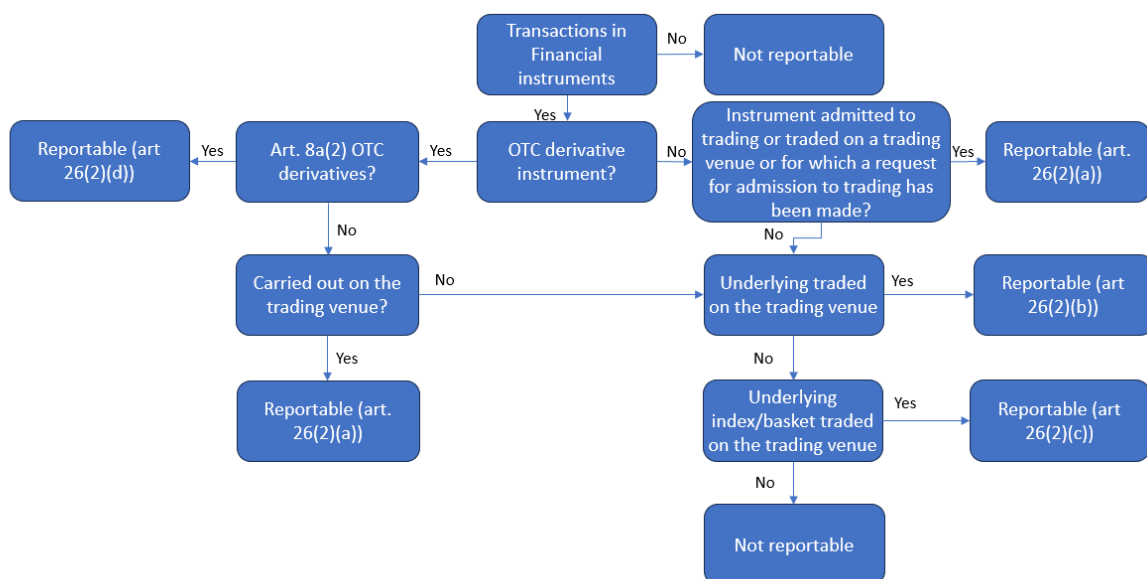 Transactions in
Financial
instruments
No
Not reportable
Yes
Reportable (art
26(2)(d))
Yes
Art. 8a(2) OTC
derivatives?
Yes
OTC derivative
instrument?
No
Instrument admitted to
trading or traded on a trading
venue or for which a request
for admission to trading has
been made?
Yes
Reportable (art.
26(2)(a))
No
No
Carried out on the
trading venue?
No
Underlying traded
on the trading venue
Yes
Reportable (art
26(2)(b))
Yes
No
Reportable (art.
26(2)(a))
Underlying
index/basket traded
on the trading venue
Yes
Reportable (art
26(2)(c))
No
Not reportable